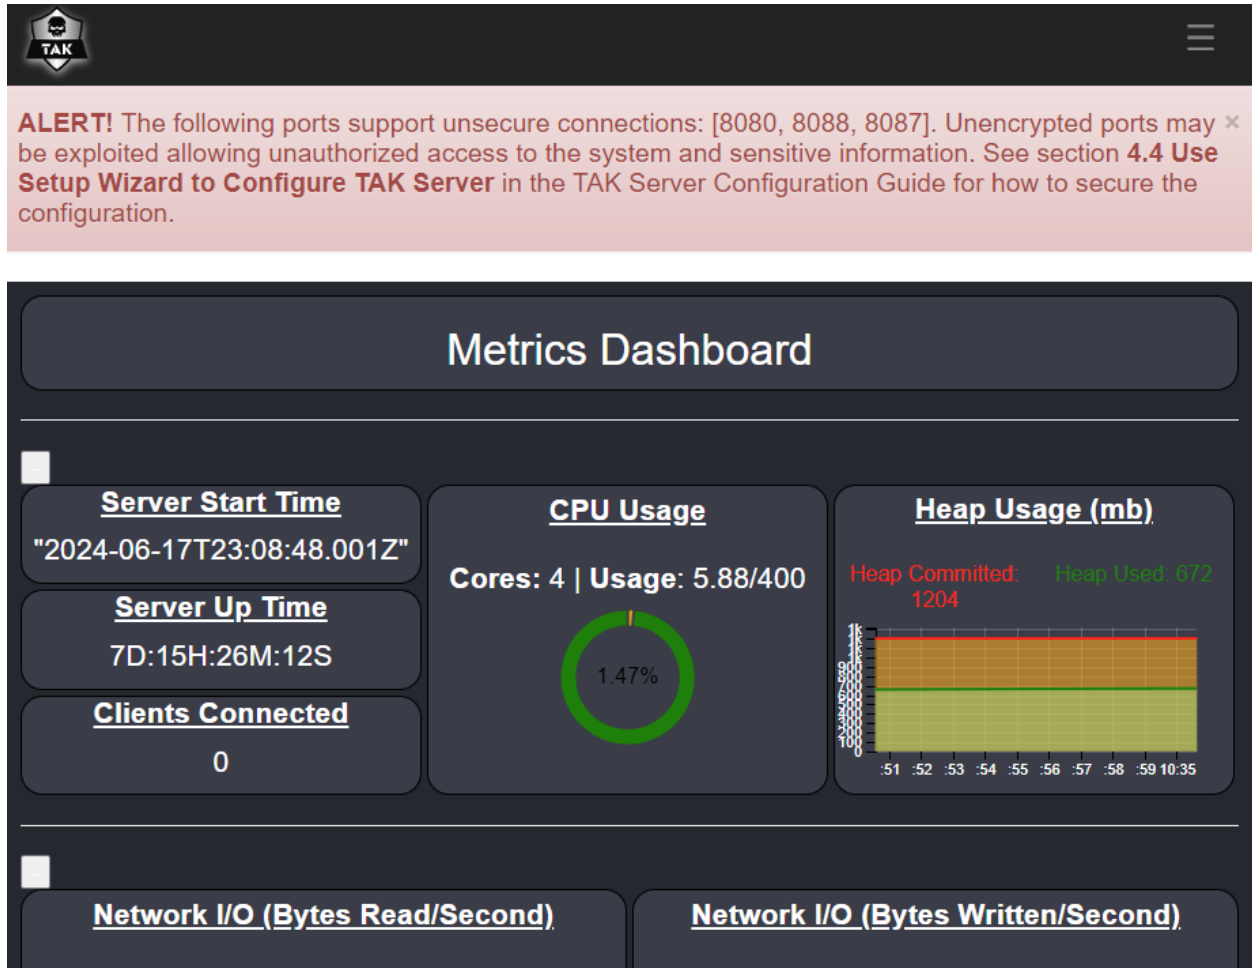 TAK
ALERT! The following ports support unsecure connections: [8080, 8088, 8087]. Unencrypted ports may ×
be exploited allowing unauthorized access to the system and sensitive information. See section 4.4 Use
Setup Wizard to Configure TAK Server in the TAK Server Configuration Guide for how to secure the
configuration.
Metrics Dashboard
Server Start Time
"2024-06-17T23:08:48.001Z"
Server Up Time
7D:15H:26M:12S
Clients Connected
0
CPU Usage
Cores: 4 | Usage: 5.88/400
1.47%
Heap Usage (mb)
Heap Committed:
1204
Heap Used: 672
1k
1k
1k
1k
900
800
700
600
500
400
300
200
100
0
:51 :52 :53 :54 :55 :56 :57 :58 :59 10:35
Network I/O (Bytes Read/Second)
Network I/O (Bytes Written/Second)